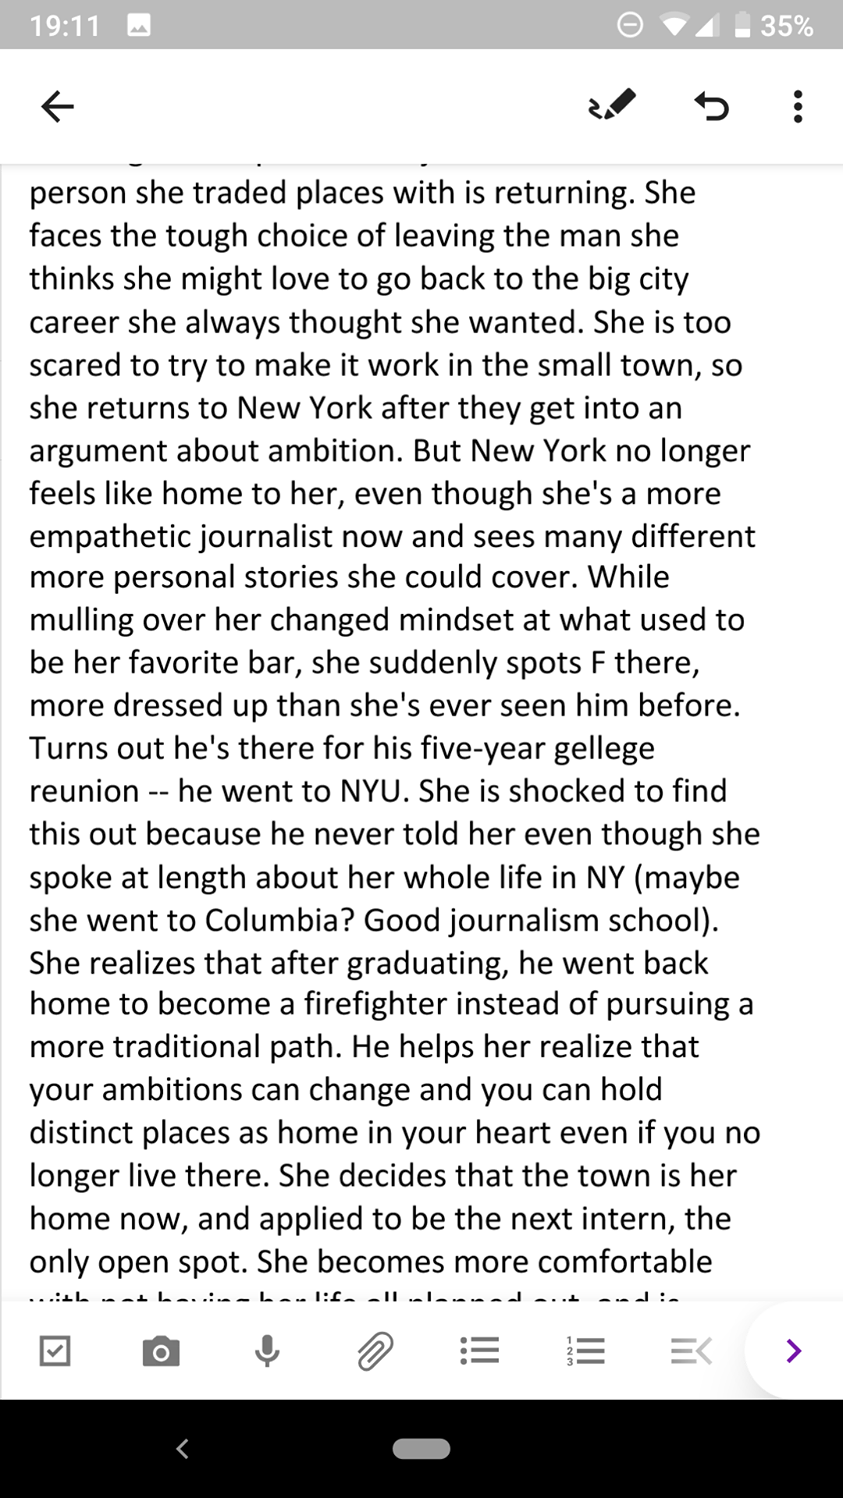 19:11
35%
person she traded places with is returning. She
faces the tough choice of leaving the man she
thinks she might love to go back to the big city
career she always thought she wanted. She is too
scared to try to make it work in the small town, so
she returns to New York after they get into an
argument about ambition. But New York no longer
feels like home to her, even though she's a more
empathetic journalist now and sees many different
more personal stories she could cover. While
mulling over her changed mindset at what used to
be her favorite bar, she suddenly spots F there,
more dressed up than she's ever seen him before.
Turns out he's there for his five-year gellege
reunion -- he went to NYU. She is shocked to find
this out because he never told her even though she
spoke at length about her whole life in NY (maybe
she went to Columbia? Good journalism school).
She realizes that after graduating, he went back
home to become a firefighter instead of pursuing a
more traditional path. He helps her realize that
your ambitions can change and you can hold
distinct places as home in your heart even if you no
longer live there. She decides that the town is her
home now, and applied to be the next intern, the
only open spot. She becomes more comfortable
with not having her life all planned out, and is